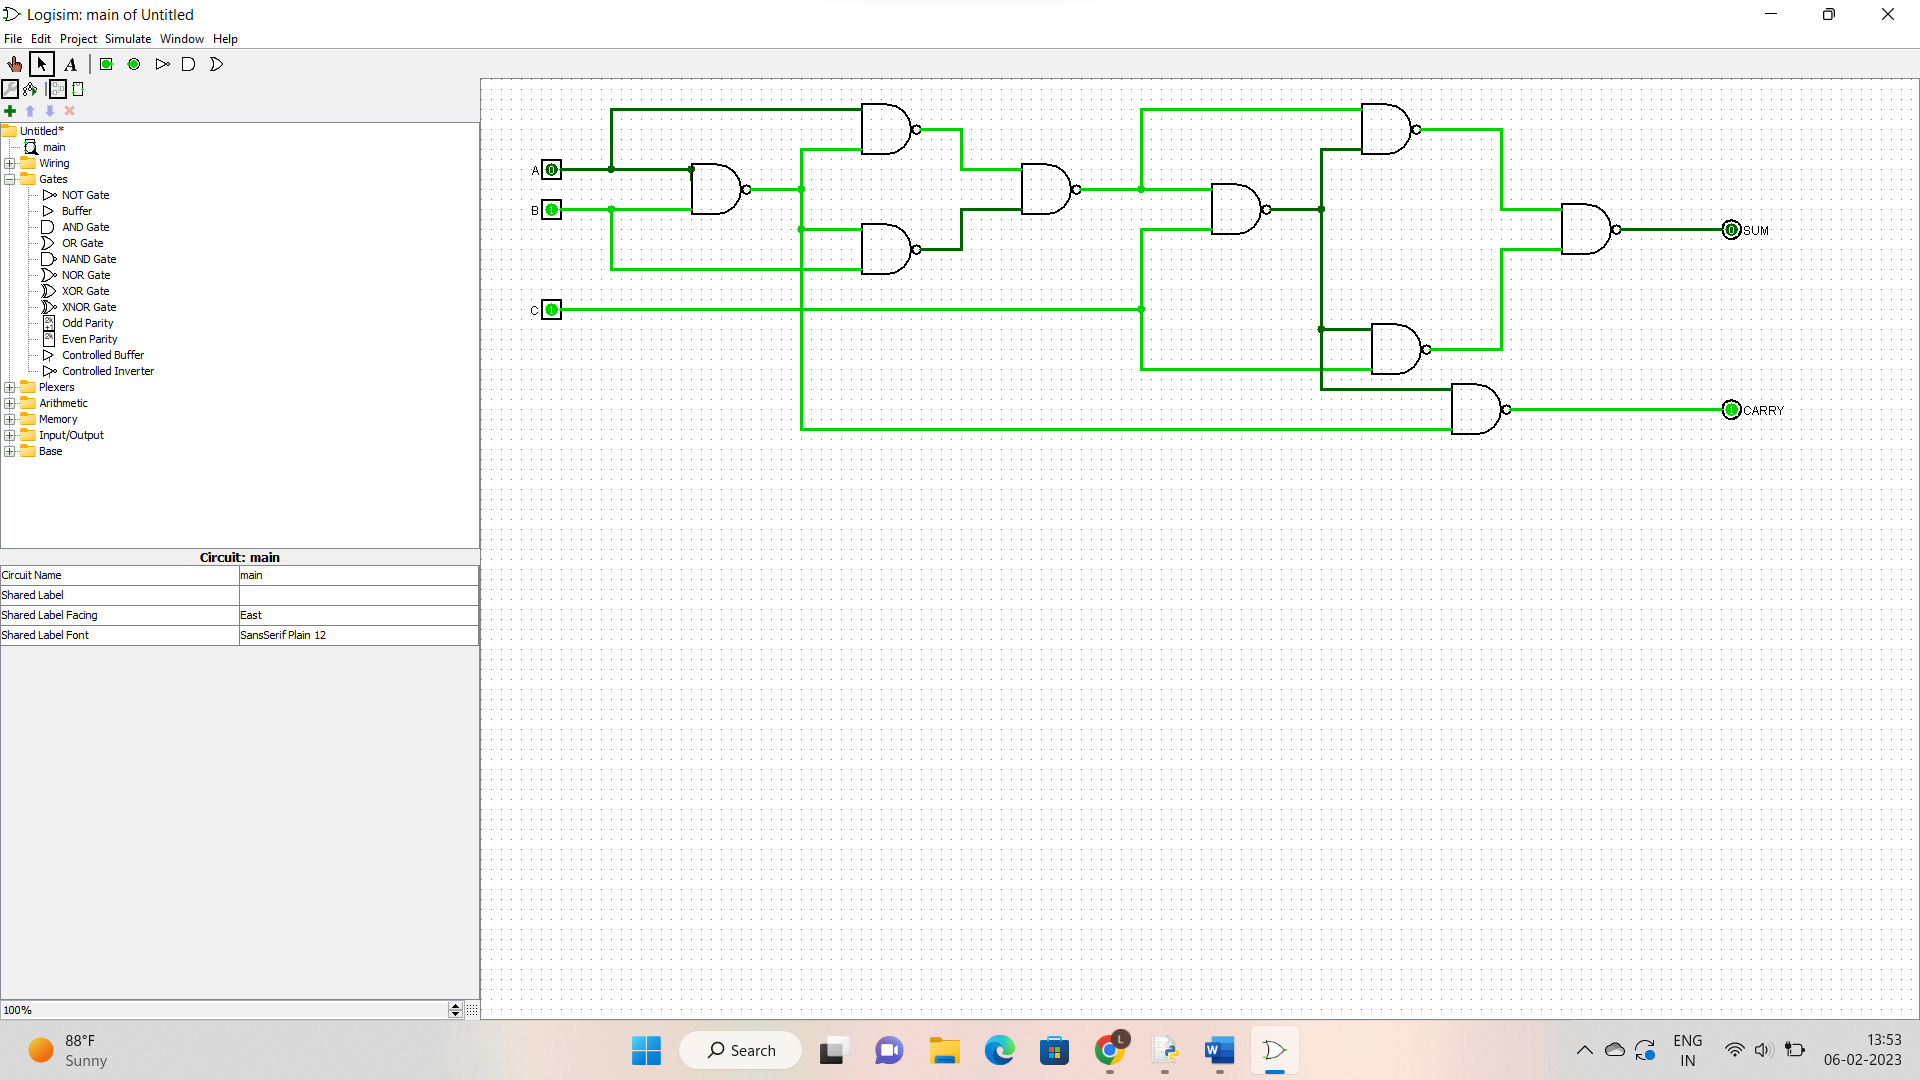 Logisim: main of Untitled
File Edit Project Simulate Window Help
A
Untitled*
main
Wiring
Gates
NOT Gate
Buffer
AND Gate
OR Gate
NAND Gate
NOR Gate
XOR Gate
XNOR Gate
Odd Parity
Even Parity
Controlled Buffer
Controlled Inverter
Plexers
Arithmetic
Memory
Input/Output
Base
Circuit: main
Circuit Name main
Shared Label
Shared Label Facing East
Shared Label Font SansSerif Plain 12
100%
A 0
B 1
C 1
0 SUM
1 CARRY
88°F
Sunny
Search
L
W
ENG
IN
13:53
06-02-2023